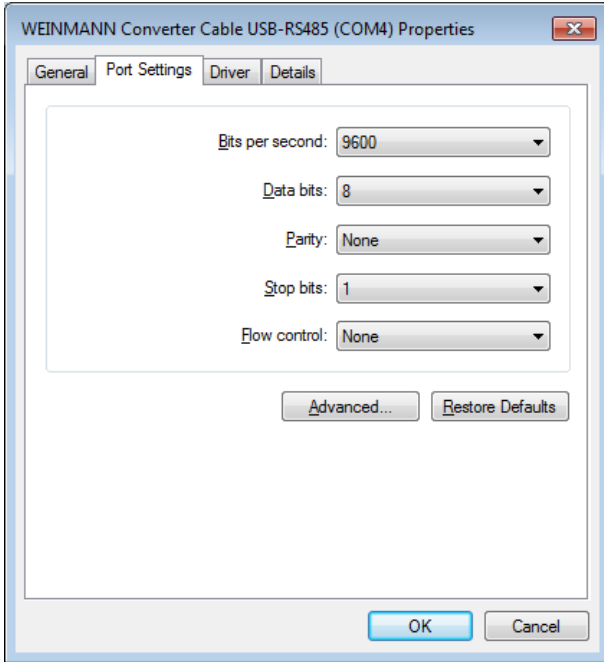 WEINMANN Converter Cable USB-RS485 (COM4) Properties
General Port Settings Driver Details
Bits per second: 9600
Data bits: 8
Parity: None
Stop bits: 1
Flow control: None
Advanced... Restore Defaults
OK Cancel